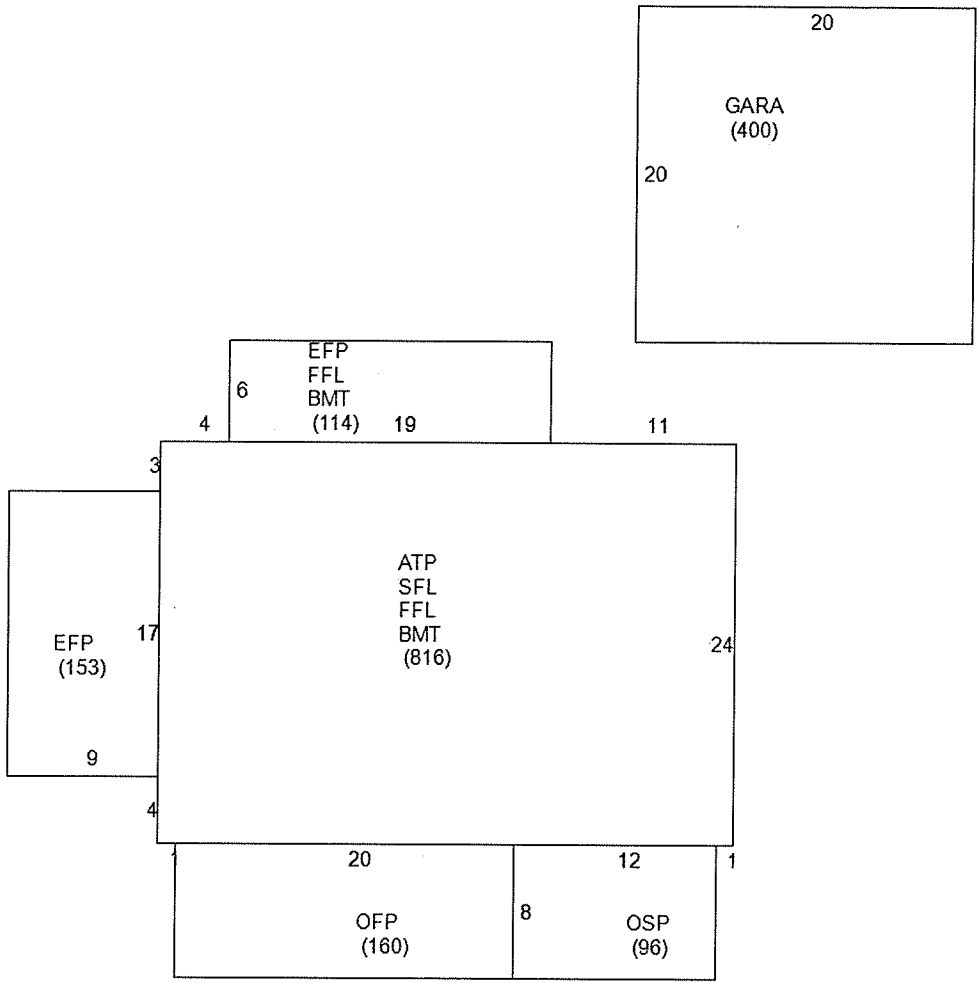 20
GARA
(400)
20
EFP
FFL
BMT
(114)
6
4
19
11
3
ATP
SFL
FFL
BMT
(816)
17
24
EFP
(153)
9
4
1
20
12
1
8
OFP
(160)
OSP
(96)